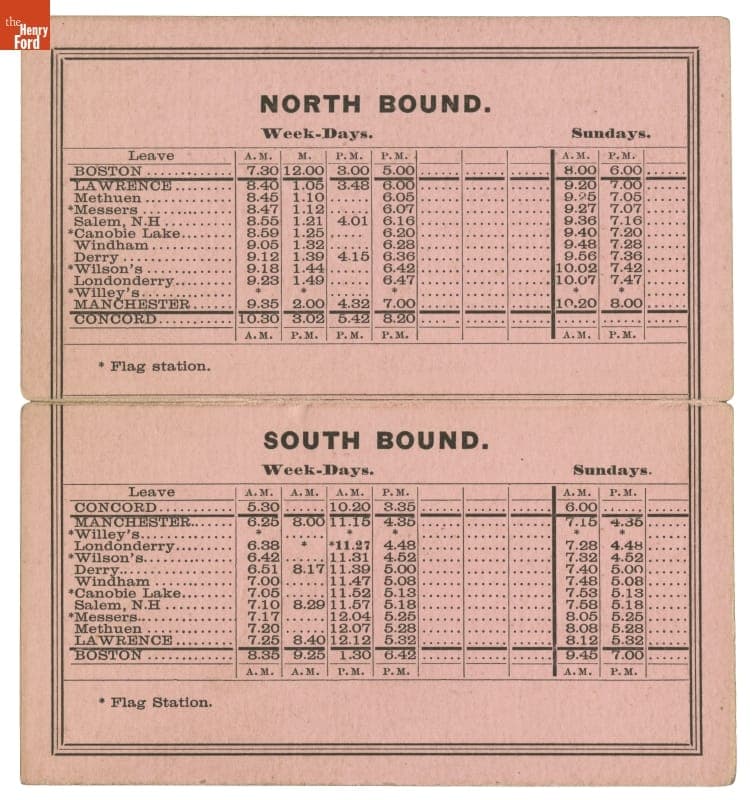 the
Henry
Ford
NORTH BOUND.
Week-Days. Sundays.
Leave A.M. M. P.M. P.M. A.M. P.M.
BOSTON 7.30 12.00 3.00 5.00 8.00 6.00
LAWRENCE 8.40 1.05 3.48 6.00 9.20 7.00
Methuen 8.45 1.10 6.05 9.25 7.05
*Messers 8.47 1.12 6.07 9.27 7.07
Salem, N.H 8.55 1.21 4.01 6.16 9.36 7.16
*Canobie Lake 8.59 1.25 6.20 9.40 7.20
Windham 9.05 1.32 6.28 9.48 7.28
Derry 9.12 1.39 4.15 6.36 9.56 7.36
*Wilson's 9.18 1.44 6.42 10.02 7.42
Londonderry 9.23 1.49 6.47 10.07 7.47
*Willey's * * * * *
MANCHESTER 9.35 2.00 4.32 7.00 10.20 8.00
CONCORD 10.30 3.02 5.42 8.20
A.M. P.M. P.M. P.M. A.M. P.M.
* Flag station.
SOUTH BOUND.
Week-Days. Sundays.
Leave A.M. A.M. A.M. P.M. A.M. P.M.
CONCORD 5.30 10.20 3.35 6.00
MANCHESTER 6.25 8.00 11.15 4.35 7.15 4.35
*Willey's * * * * *
Londonderry 6.38 * *11.27 4.48 7.28 4.48
*Wilson's 6.42 11.31 4.52 7.32 4.52
Derry 6.51 8.17 11.39 5.00 7.40 5.00
Windham 7.00 11.47 5.08 7.48 5.08
*Canobie Lake 7.05 11.52 5.13 7.53 5.13
Salem, N.H 7.10 8.29 11.57 5.18 7.58 5.18
*Messers 7.17 12.04 5.25 8.05 5.25
Methuen 7.20 12.07 5.28 8.08 5.28
LAWRENCE 7.25 8.40 12.12 5.32 8.12 5.32
BOSTON 8.35 9.25 1.30 6.42 9.45 7.00
A.M. A.M. P.M. P.M. A.M. P.M.
* Flag Station.